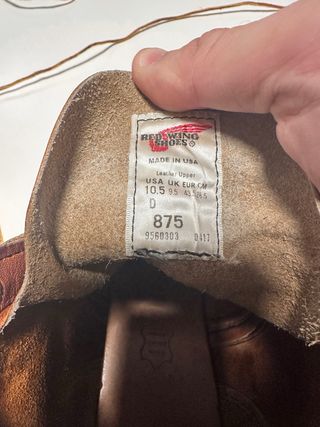 RED WING
SHOES
MADE IN USA
Leather Upper
USA UK EUR CM
10.5 9.5 43.5 28.5
D
875
9560303 0417